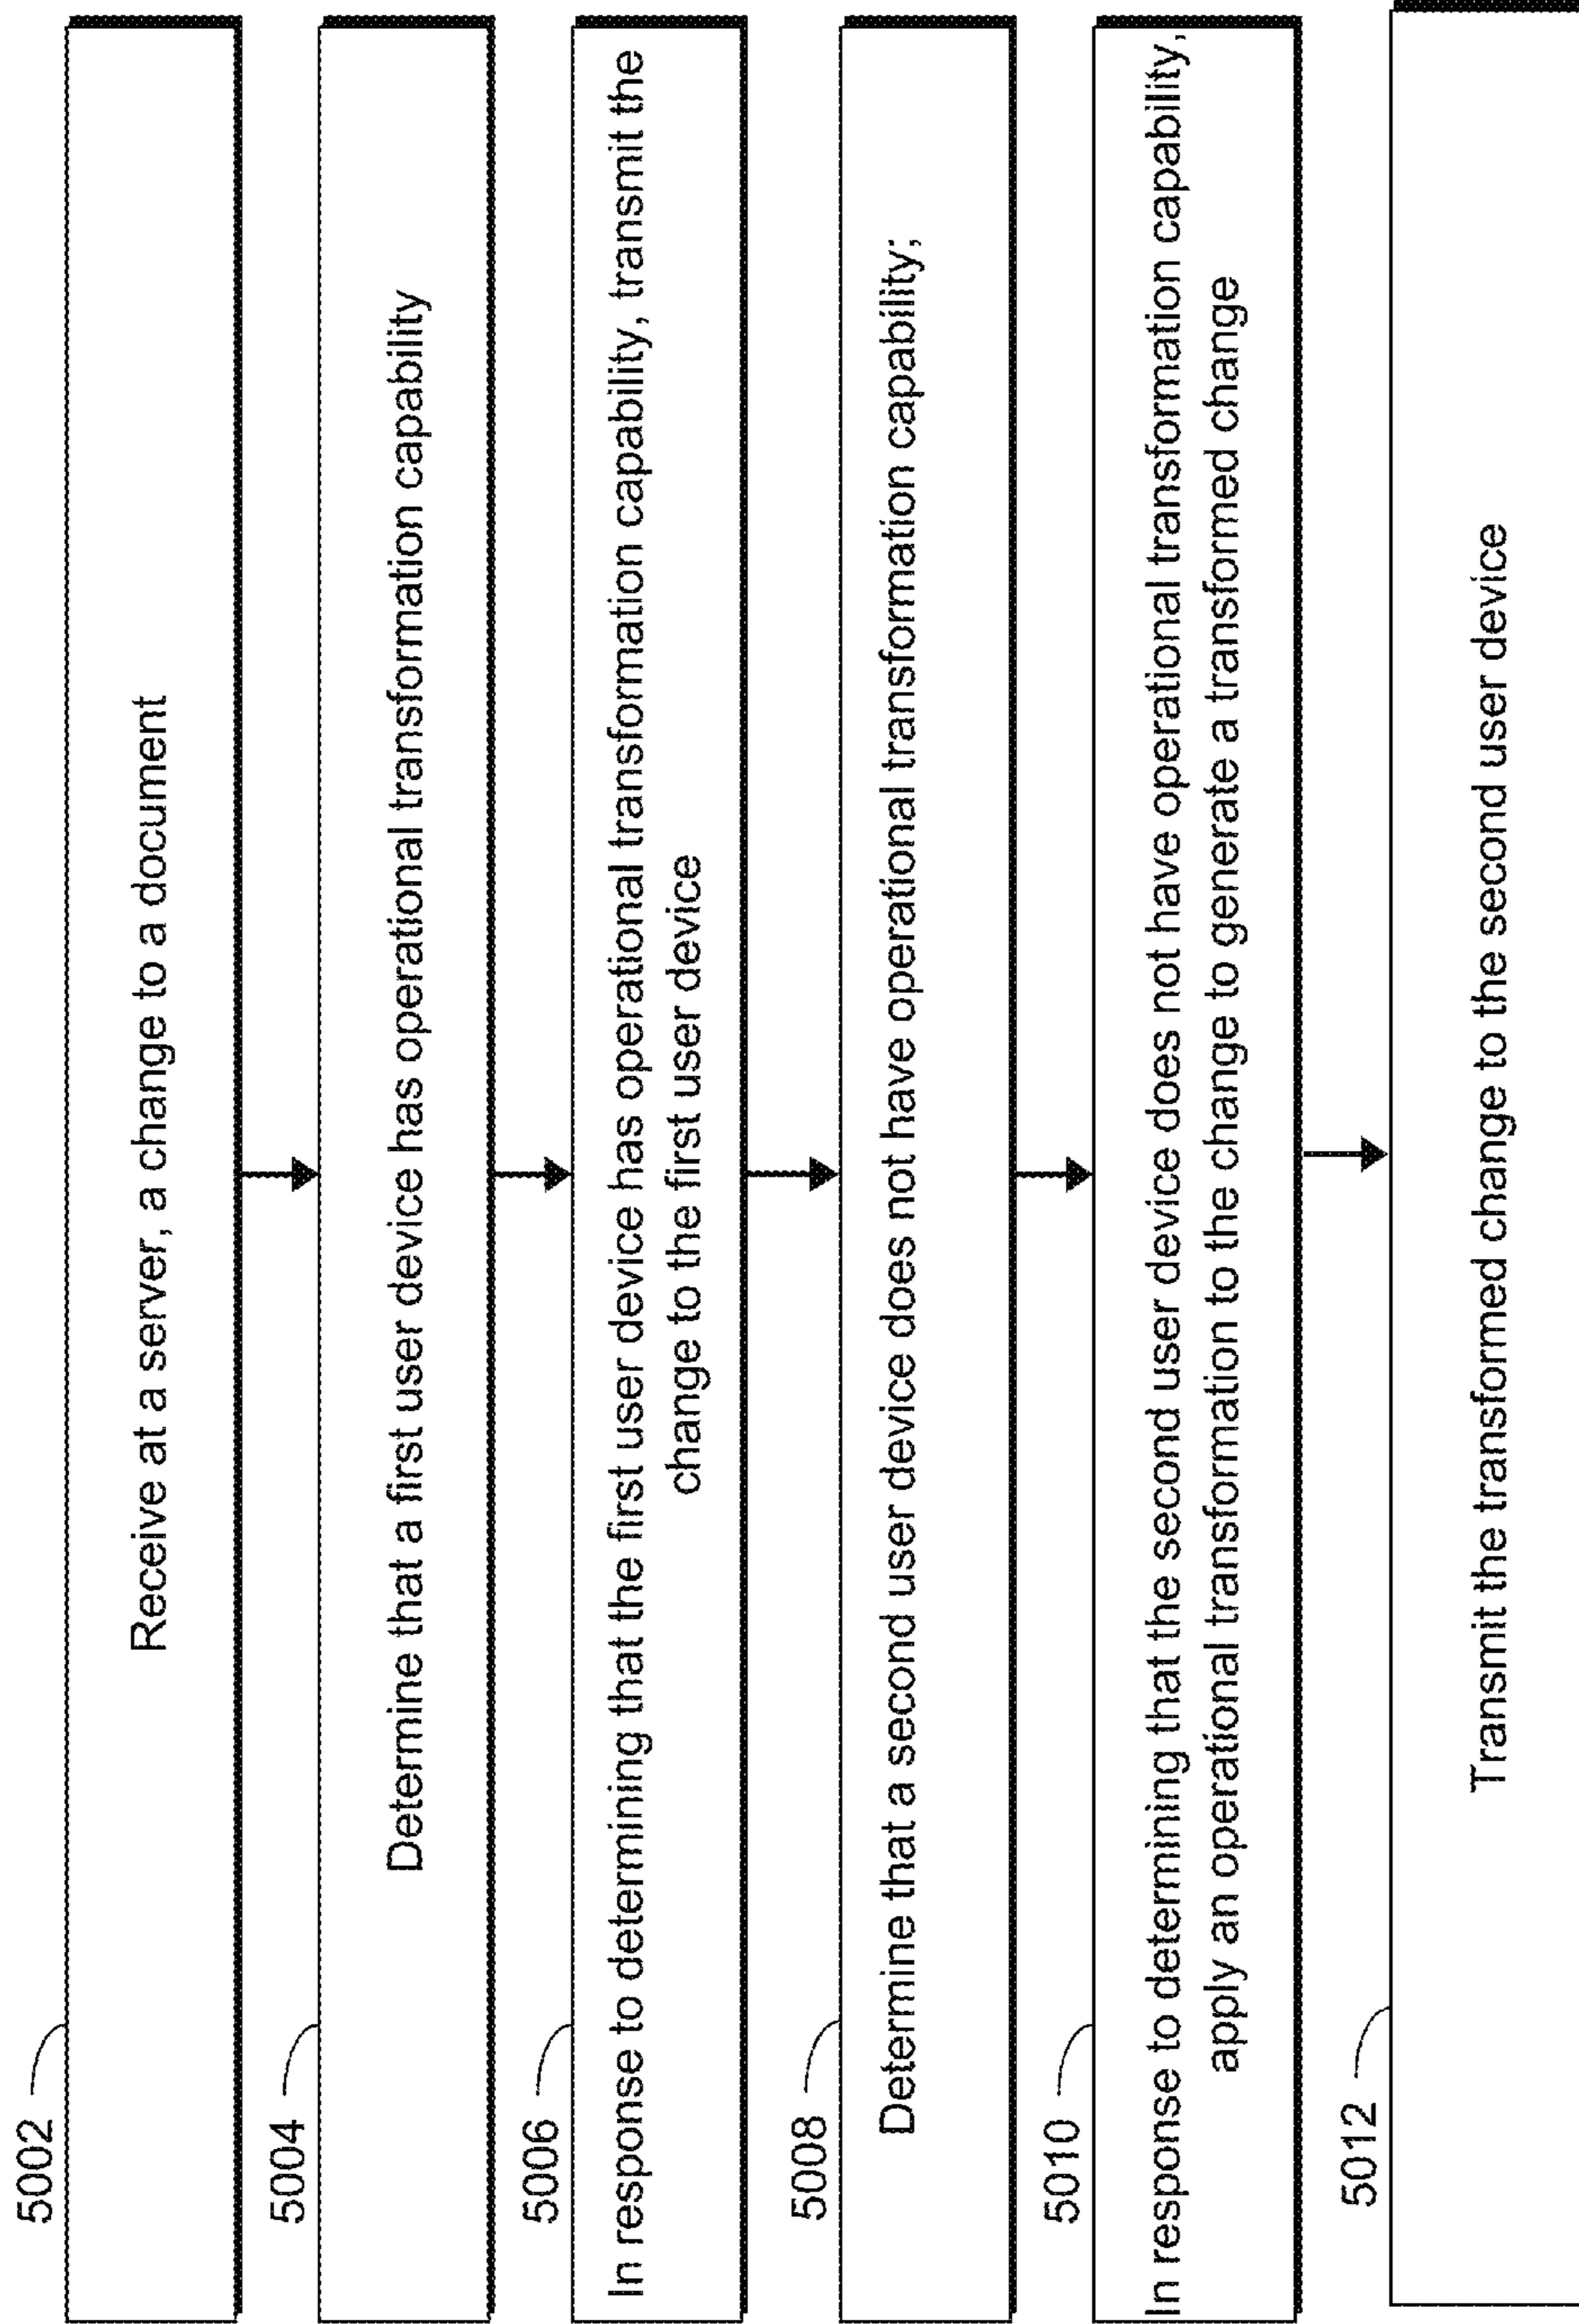 5002
Receive at a server, a change to a document
5004
Determine that a first user device has operational transformation capability
5006
In response to determining that the first user device has operational transformation capability, transmit the
change to the first user device
5008
Determine that a second user device does not have operational transformation capability;
5010
In response to determining that the second user device does not have operational transformation capability,
apply an operational transformation to the change to generate a transformed change
5012
Transmit the transformed change to the second user device